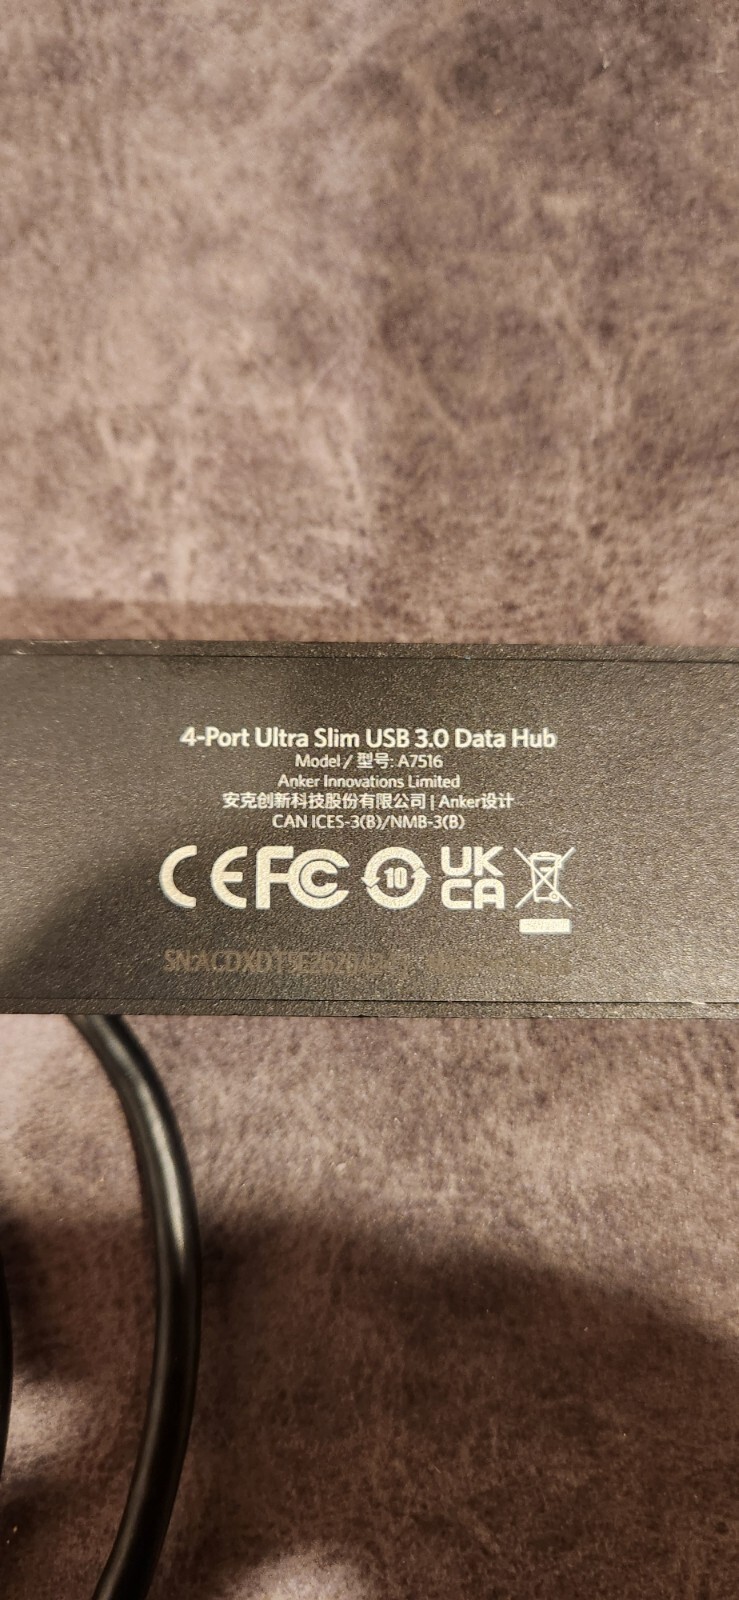 4-Port Ultra Slim USB 3.0 Data Hub
Model / 型号: A7516
Anker Innovations Limited
安克创新科技股份有限公司 | Anker设计
CAN ICES-3(B)/NMB-3(B)
CE FC 10 UK CA